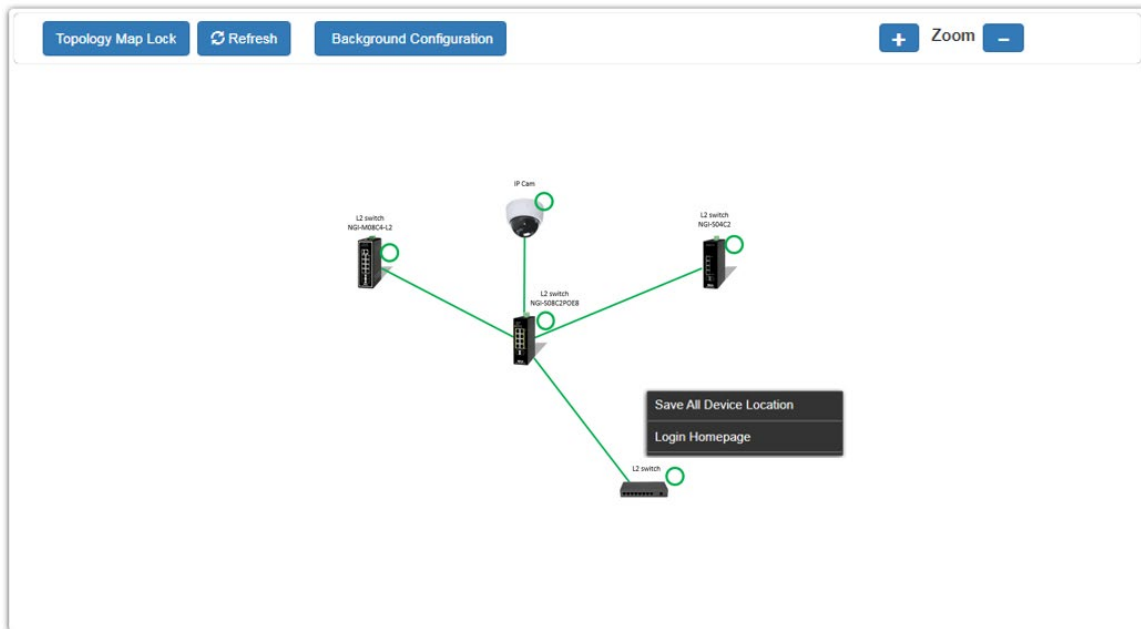 Topology Map Lock
Refresh
Background Configuration
+ Zoom −
IP Cam
L2 switch
NGI-M08C4-L2
L2 switch
NGI-S04C2
L2 switch
NGI-S08C2POE8
Save All Device Location
Login Homepage
L2 switch